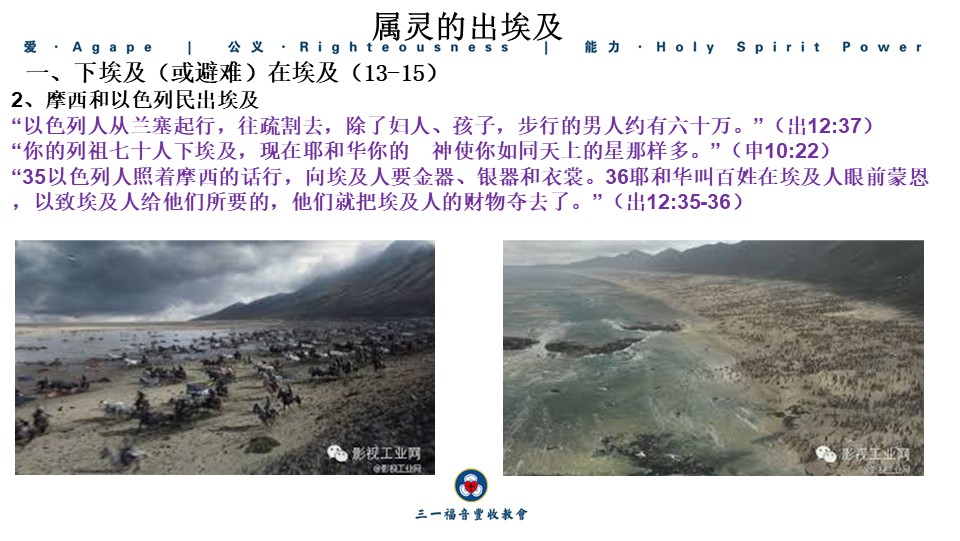 属灵的出埃及
爱 · Agape | 公义 · Righteousness | 能力 · Holy Spirit Power
一、下埃及（或避难）在埃及（13-15）
2、摩西和以色列民出埃及
“以色列人从兰塞起行，往疏割去，除了妇人、孩子，步行的男人约有六十万。”（出12:37）
“你的列祖七十人下埃及，现在耶和华你的　神使你如同天上的星那样多。”（申10:22）
“35以色列人照着摩西的话行，向埃及人要金器、银器和衣裳。36耶和华叫百姓在埃及人眼前蒙恩
，以致埃及人给他们所要的，他们就把埃及人的财物夺去了。”（出12:35-36）
影视工业网
@影视工业网
影视工业网
@影视工业网
三一福音豐收教會